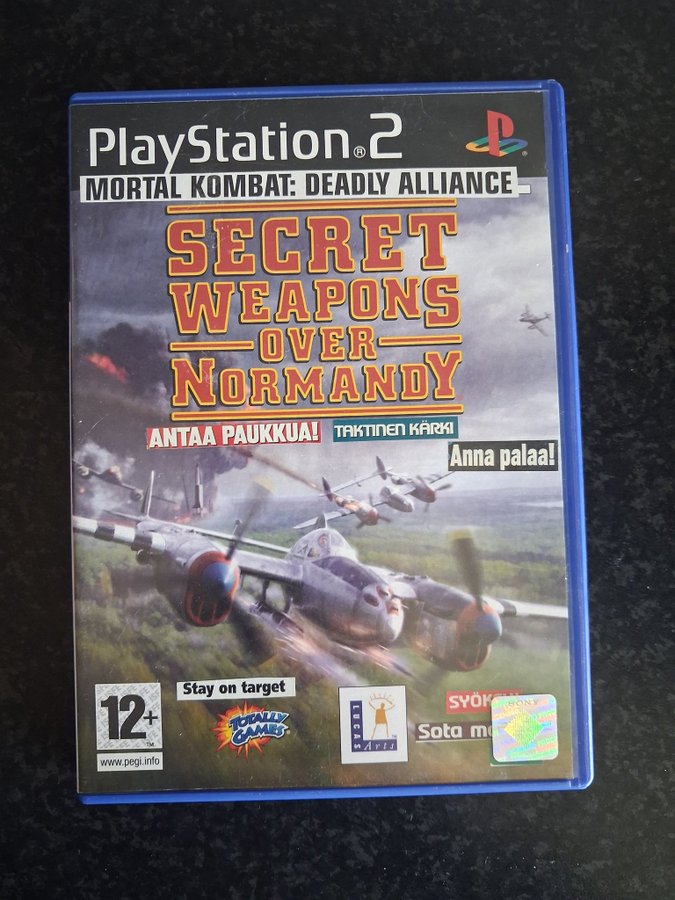 PlayStation®2
MORTAL KOMBAT: DEADLY ALLIANCE
SECRET
WEAPONS
OVER
NORMANDY
ANTAA PAUKKUA!
TAKTINEN KÄRKI
Anna palaa!
Stay on target
12+
www.pegi.info
TOTALLY
GAMES
LUCAS
Arts
SONY
Sota